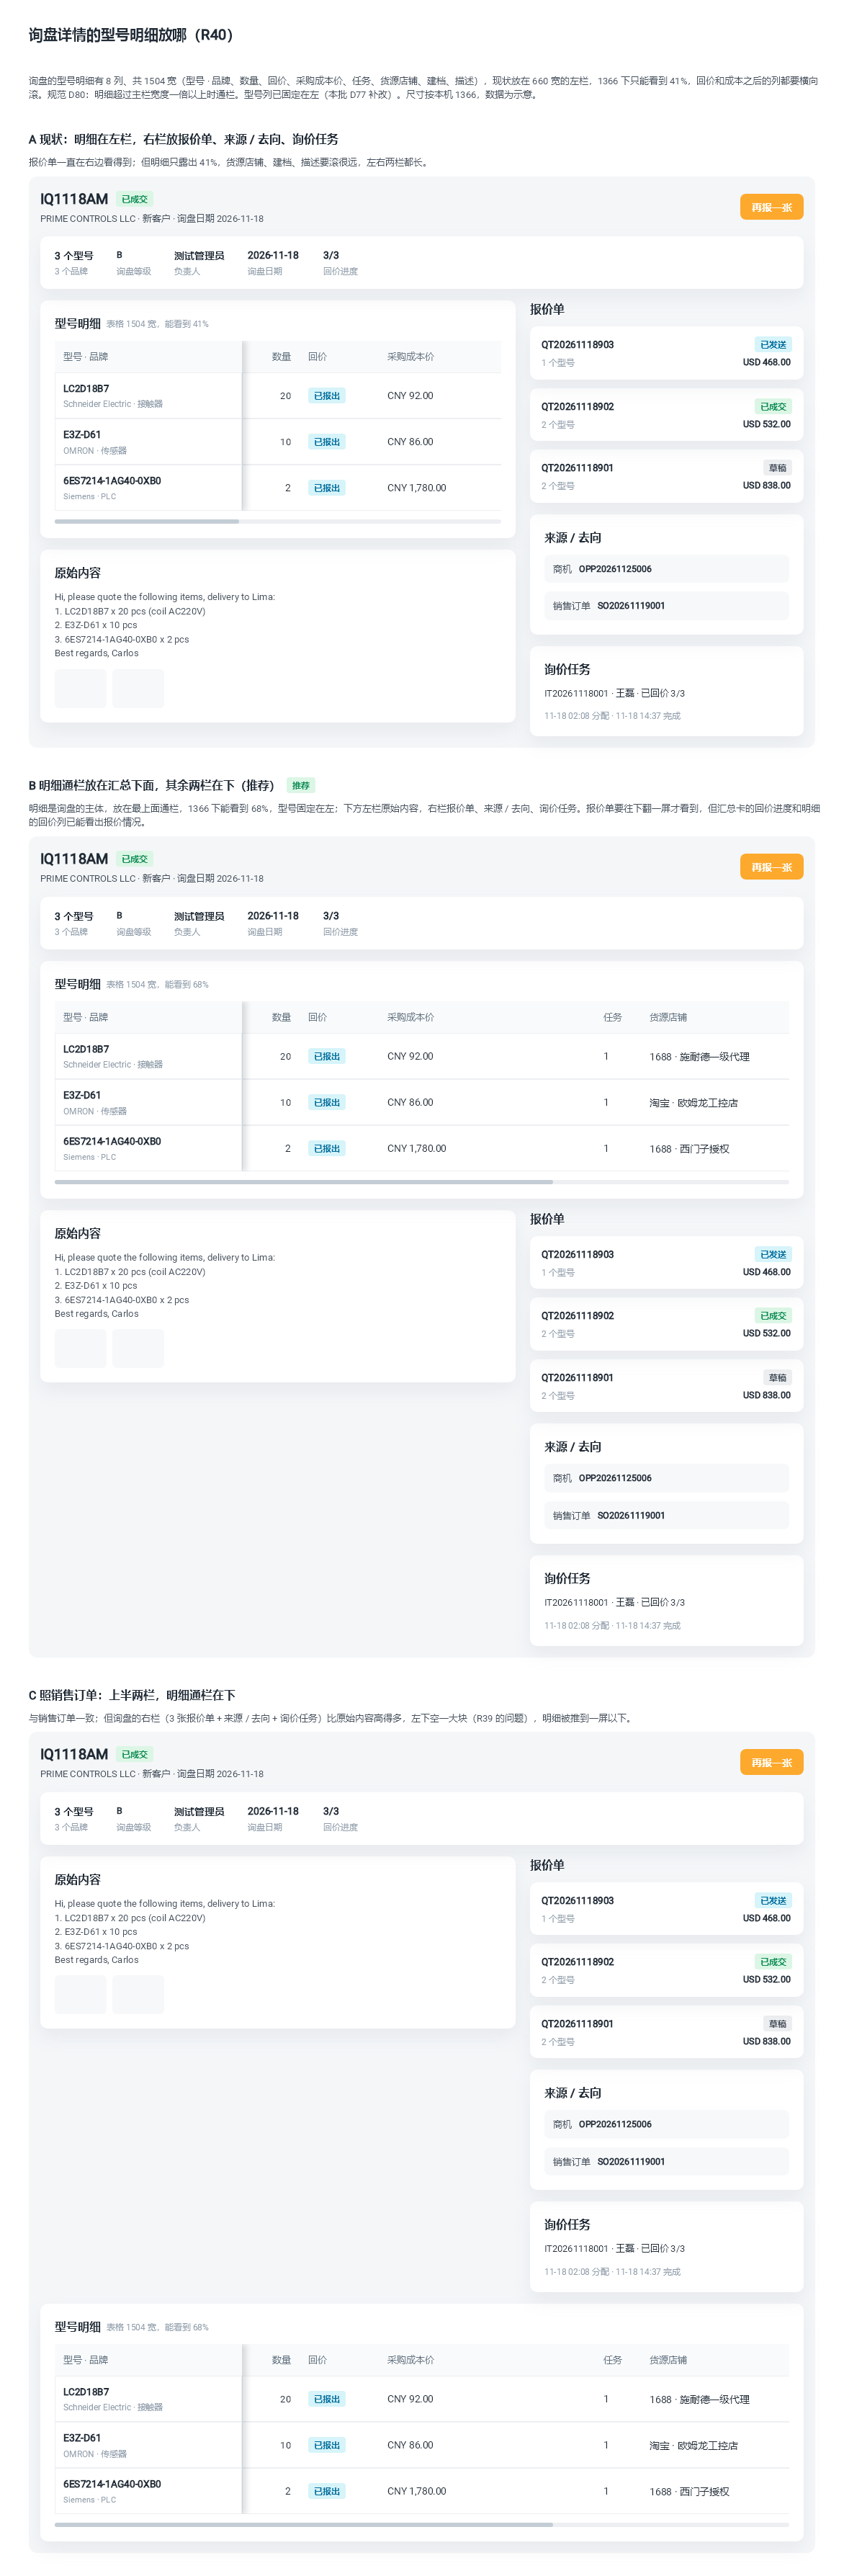 询盘详情的型号明细放哪（R40）
询盘的型号明细有 8 列、共 1504 宽（型号 · 品牌、数量、回价、采购成本价、任务、货源店铺、建档、描述），现状放在 660 宽的左栏，1366 下只能看到 41%，回价和成本之后的列都要横向
滚。规范 D80：明细超过主栏宽度一倍以上时通栏。型号列已固定在左（本批 D77 补改）。尺寸按本机 1366，数据为示意。
A 现状：明细在左栏，右栏放报价单、来源 / 去向、询价任务
报价单一直在右边看得到；但明细只露出 41%，货源店铺、建档、描述要滚很远，左右两栏都长。
IQ1118AM 已成交
再报一张
PRIME CONTROLS LLC · 新客户 · 询盘日期 2026-11-18
3 个型号 B 测试管理员 2026-11-18 3/3
3 个品牌 询盘等级 负责人 询盘日期 回价进度
型号明细 表格 1504 宽，能看到 41%
型号 · 品牌 数量 回价 采购成本价
LC2D18B7
Schneider Electric · 接触器
20 已报出 CNY 92.00
E3Z-D61
OMRON · 传感器
10 已报出 CNY 86.00
6ES7214-1AG40-0XB0
Siemens · PLC
2 已报出 CNY 1,780.00
原始内容
Hi, please quote the following items, delivery to Lima:
1. LC2D18B7 x 20 pcs (coil AC220V)
2. E3Z-D61 x 10 pcs
3. 6ES7214-1AG40-0XB0 x 2 pcs
Best regards, Carlos
报价单
QT20261118903 已发送
1 个型号 USD 468.00
QT20261118902 已成交
2 个型号 USD 532.00
QT20261118901 草稿
2 个型号 USD 838.00
来源 / 去向
商机 OPP20261125006
销售订单 SO20261119001
询价任务
IT20261118001 · 王磊 · 已回价 3/3
11-18 02:08 分配 · 11-18 14:37 完成
B 明细通栏放在汇总下面，其余两栏在下（推荐） 推荐
明细是询盘的主体，放在最上面通栏，1366 下能看到 68%，型号固定在左；下方左栏原始内容，右栏报价单、来源 / 去向、询价任务。报价单要往下翻一屏才看到，但汇总卡的回价进度和明细
的回价列已能看出报价情况。
IQ1118AM 已成交
再报一张
PRIME CONTROLS LLC · 新客户 · 询盘日期 2026-11-18
3 个型号 B 测试管理员 2026-11-18 3/3
3 个品牌 询盘等级 负责人 询盘日期 回价进度
型号明细 表格 1504 宽，能看到 68%
型号 · 品牌 数量 回价 采购成本价 任务 货源店铺
LC2D18B7
Schneider Electric · 接触器
20 已报出 CNY 92.00 1 1688 · 施耐德一级代理
E3Z-D61
OMRON · 传感器
10 已报出 CNY 86.00 1 淘宝 · 欧姆龙工控店
6ES7214-1AG40-0XB0
Siemens · PLC
2 已报出 CNY 1,780.00 1 1688 · 西门子授权
原始内容
Hi, please quote the following items, delivery to Lima:
1. LC2D18B7 x 20 pcs (coil AC220V)
2. E3Z-D61 x 10 pcs
3. 6ES7214-1AG40-0XB0 x 2 pcs
Best regards, Carlos
报价单
QT20261118903 已发送
1 个型号 USD 468.00
QT20261118902 已成交
2 个型号 USD 532.00
QT20261118901 草稿
2 个型号 USD 838.00
来源 / 去向
商机 OPP20261125006
销售订单 SO20261119001
询价任务
IT20261118001 · 王磊 · 已回价 3/3
11-18 02:08 分配 · 11-18 14:37 完成
C 照销售订单：上半两栏，明细通栏在下
与销售订单一致；但询盘的右栏（3 张报价单 + 来源 / 去向 + 询价任务）比原始内容高得多，左下空一大块（R39 的问题），明细被推到一屏以下。
IQ1118AM 已成交
再报一张
PRIME CONTROLS LLC · 新客户 · 询盘日期 2026-11-18
3 个型号 B 测试管理员 2026-11-18 3/3
3 个品牌 询盘等级 负责人 询盘日期 回价进度
原始内容
Hi, please quote the following items, delivery to Lima:
1. LC2D18B7 x 20 pcs (coil AC220V)
2. E3Z-D61 x 10 pcs
3. 6ES7214-1AG40-0XB0 x 2 pcs
Best regards, Carlos
报价单
QT20261118903 已发送
1 个型号 USD 468.00
QT20261118902 已成交
2 个型号 USD 532.00
QT20261118901 草稿
2 个型号 USD 838.00
来源 / 去向
商机 OPP20261125006
销售订单 SO20261119001
询价任务
IT20261118001 · 王磊 · 已回价 3/3
11-18 02:08 分配 · 11-18 14:37 完成
型号明细 表格 1504 宽，能看到 68%
型号 · 品牌 数量 回价 采购成本价 任务 货源店铺
LC2D18B7
Schneider Electric · 接触器
20 已报出 CNY 92.00 1 1688 · 施耐德一级代理
E3Z-D61
OMRON · 传感器
10 已报出 CNY 86.00 1 淘宝 · 欧姆龙工控店
6ES7214-1AG40-0XB0
Siemens · PLC
2 已报出 CNY 1,780.00 1 1688 · 西门子授权